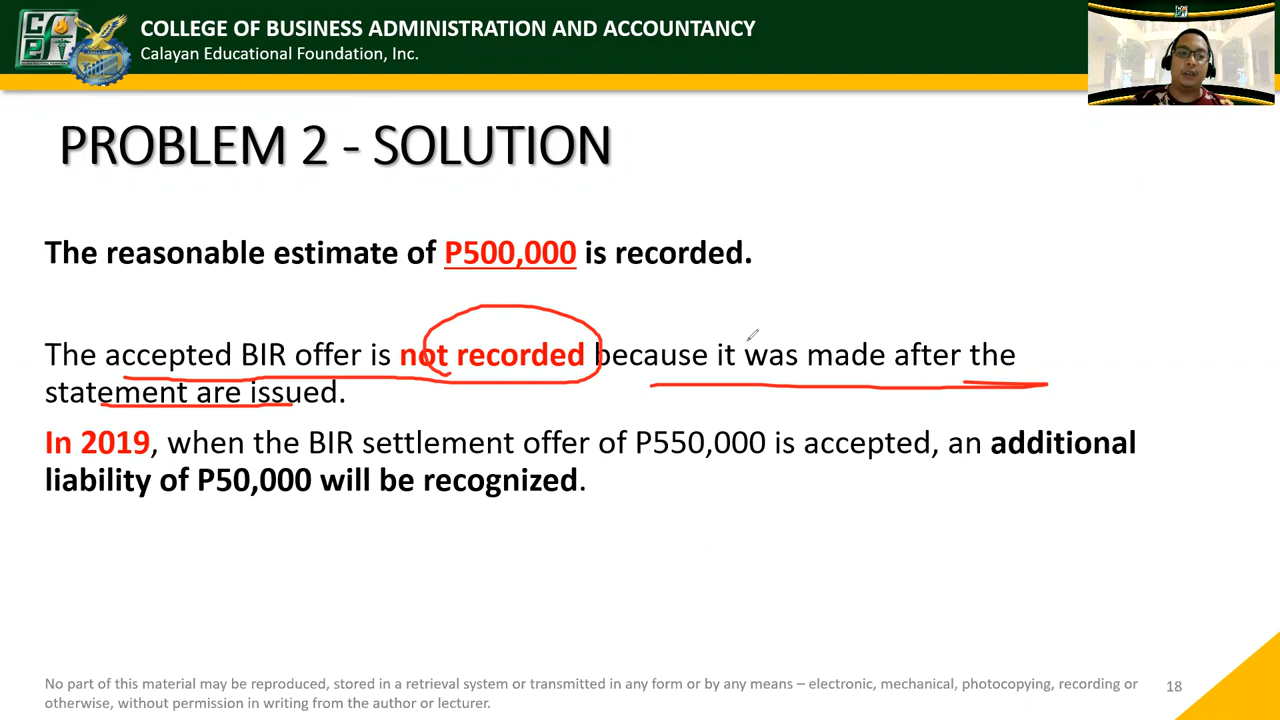 COLLEGE OF BUSINESS ADMINISTRATION AND ACCOUNTANCY
Calayan Educational Foundation, Inc.
PROBLEM 2 - SOLUTION
The reasonable estimate of P500,000 is recorded.
The accepted BIR offer is not recorded because it was made after the
statement are issued.
In 2019, when the BIR settlement offer of P550,000 is accepted, an additional
liability of P50,000 will be recognized.
No part of this material may be reproduced, stored in a retrieval system or transmitted in any form or by any means – electronic, mechanical, photocopying, recording or
otherwise, without permission in writing from the author or lecturer.
18